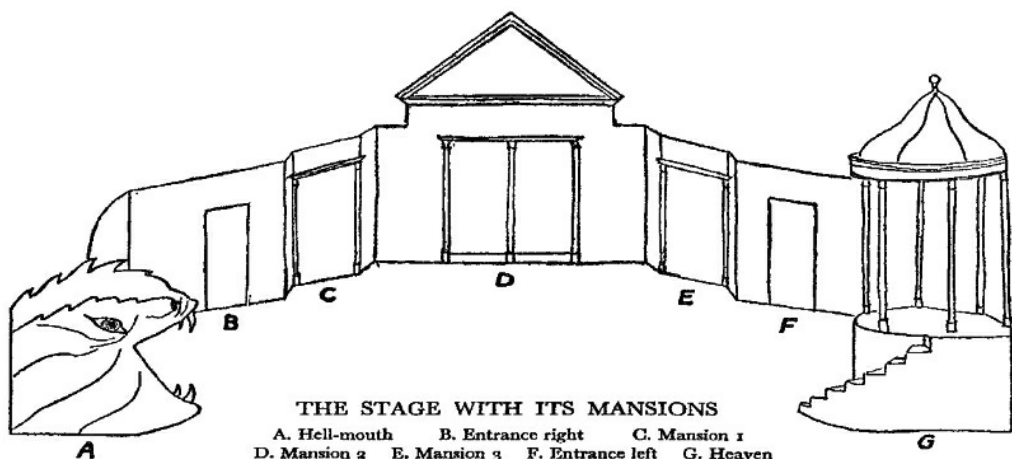 B
C
D
E
F
A
G
THE STAGE WITH ITS MANSIONS
A. Hell-mouth B. Entrance right C. Mansion 1
D. Mansion 2 E. Mansion 3 F. Entrance left G. Heaven